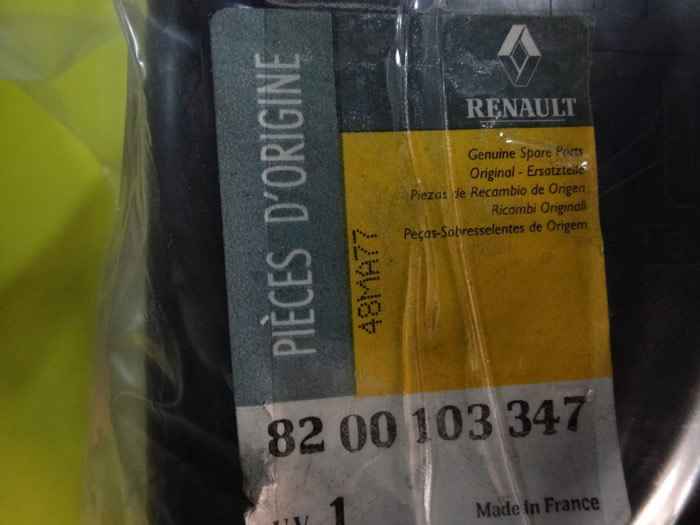 RENAULT
PIÈCES D'ORIGINE
Genuine Spare Parts
Original - Ersatzteile
Piezas de Recambio de Origen
Ricambi Originali
Peças-Sobresselentes de Origem
48MA77
82 00 103 347
U.V. 1
Made in France